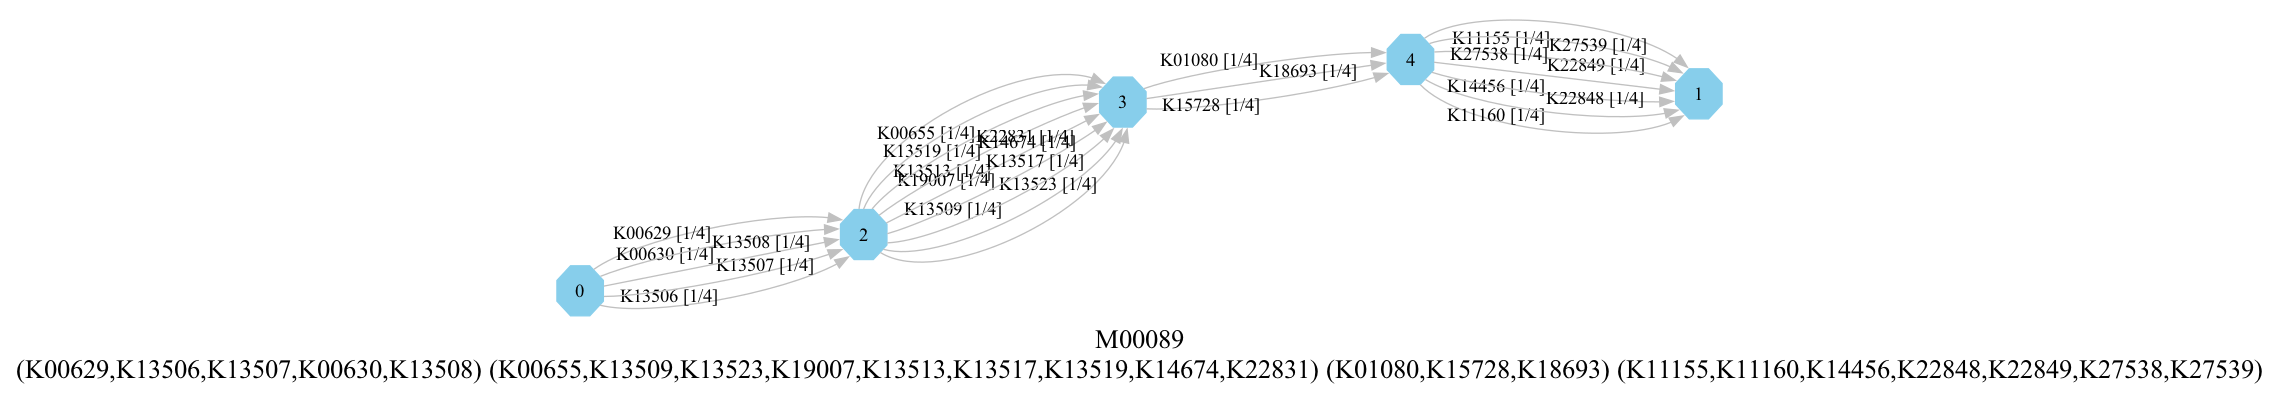 K01080 [1/4]
K18693 [1/4]
K15728 [1/4]
K11155 [1/4]
K27539 [1/4]
K27538 [1/4]
K22849 [1/4]
K14456 [1/4]
K22848 [1/4]
K11160 [1/4]
4
1
3
K00655 [1/4]
K22831 [1/4]
K14674 [1/4]
K13519 [1/4]
K13517 [1/4]
K13513 [1/4]
K19007 [1/4]
K13523 [1/4]
K13509 [1/4]
2
K00629 [1/4]
K13508 [1/4]
K00630 [1/4]
K13507 [1/4]
K13506 [1/4]
0
M00089
(K00629,K13506,K13507,K00630,K13508) (K00655,K13509,K13523,K19007,K13513,K13517,K13519,K14674,K22831) (K01080,K15728,K18693) (K11155,K11160,K14456,K22848,K22849,K27538,K27539)